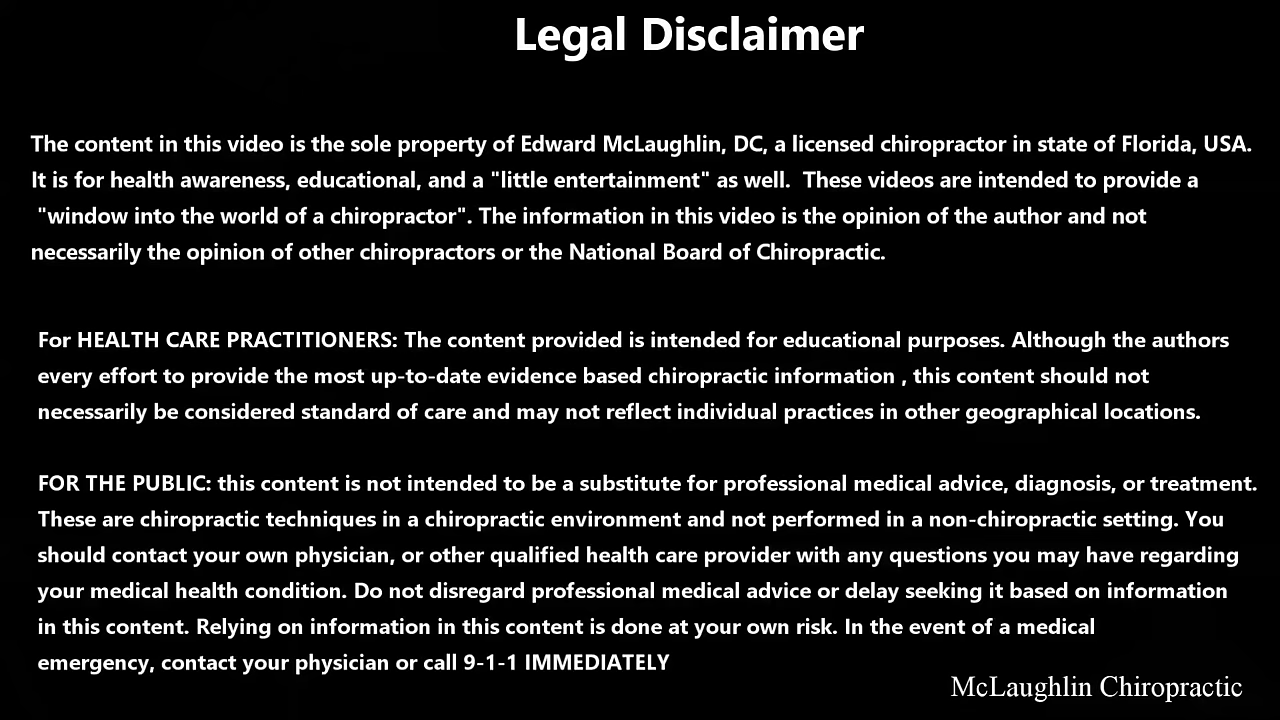 Legal Disclaimer
The content in this video is the sole property of Edward McLaughlin, DC, a licensed chiropractor in state of Florida, USA.
It is for health awareness, educational, and a "little entertainment" as well.  These videos are intended to provide a
"window into the world of a chiropractor". The information in this video is the opinion of the author and not
necessarily the opinion of other chiropractors or the National Board of Chiropractic.
For HEALTH CARE PRACTITIONERS: The content provided is intended for educational purposes. Although the authors
every effort to provide the most up-to-date evidence based chiropractic information , this content should not
necessarily be considered standard of care and may not reflect individual practices in other geographical locations.
FOR THE PUBLIC: this content is not intended to be a substitute for professional medical advice, diagnosis, or treatment.
These are chiropractic techniques in a chiropractic environment and not performed in a non-chiropractic setting. You
should contact your own physician, or other qualified health care provider with any questions you may have regarding
your medical health condition. Do not disregard professional medical advice or delay seeking it based on information
in this content. Relying on information in this content is done at your own risk. In the event of a medical
emergency, contact your physician or call 9-1-1 IMMEDIATELY
McLaughlin Chiropractic